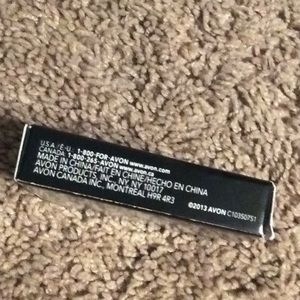 U.S.A./É.-U. 1-800-FOR-AVON www.avon.com
CANADA 1-800-265-AVON www.avon.ca
MADE IN CHINA/FAIT EN CHINE/HECHO EN CHINA
AVON PRODUCTS, INC. NY, NY 10017
AVON CANADA INC. MONTREAL H9R 4R3
©2013 AVON C10350751